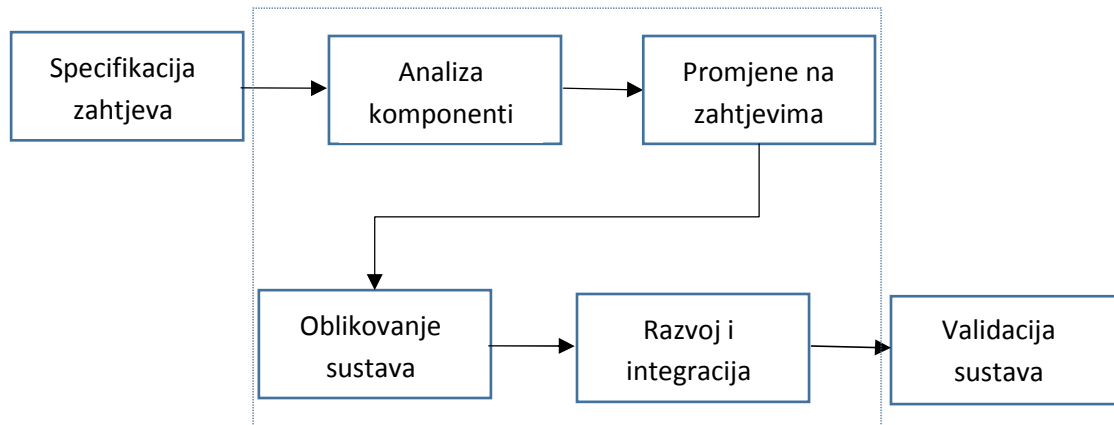 Specifikacija
zahtjeva
Analiza
komponenti
Promjene na
zahtjevima
Oblikovanje
sustava
Razvoj i
integracija
Validacija
sustava